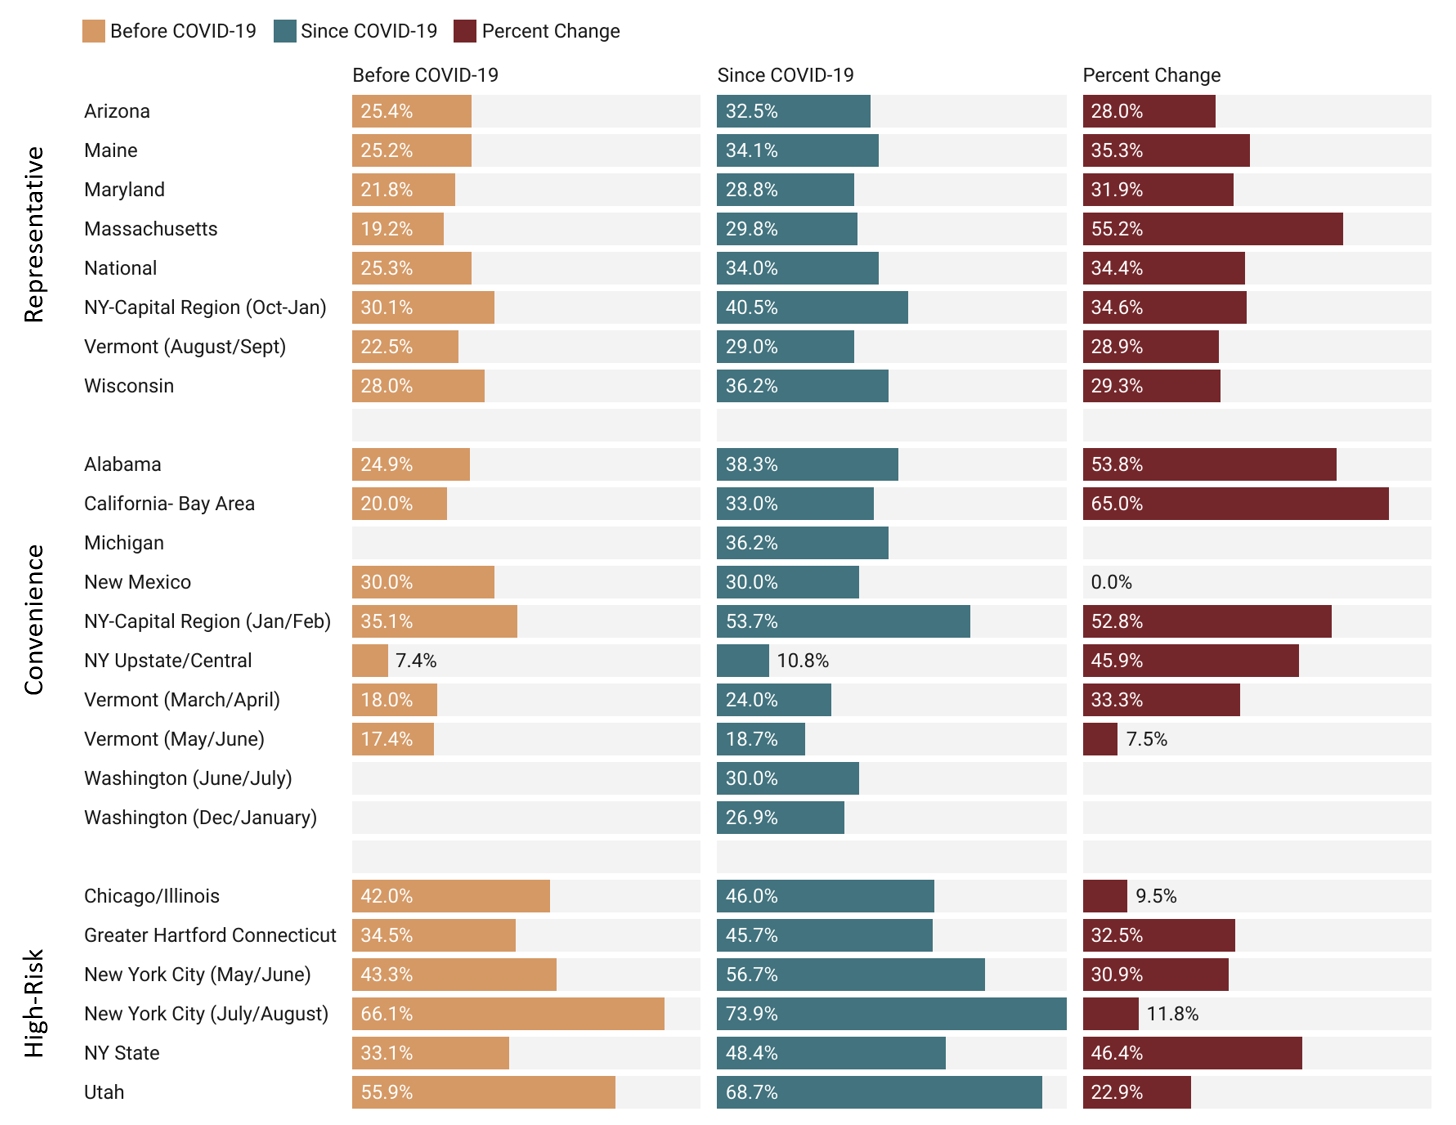 Before COVID-19 Since COVID-19 Percent Change
Before COVID-19 Since COVID-19 Percent Change
Representative
Arizona 25.4% 32.5% 28.0%
Maine 25.2% 34.1% 35.3%
Maryland 21.8% 28.8% 31.9%
Massachusetts 19.2% 29.8% 55.2%
National 25.3% 34.0% 34.4%
NY-Capital Region (Oct-Jan) 30.1% 40.5% 34.6%
Vermont (August/Sept) 22.5% 29.0% 28.9%
Wisconsin 28.0% 36.2% 29.3%
Convenience
Alabama 24.9% 38.3% 53.8%
California- Bay Area 20.0% 33.0% 65.0%
Michigan 36.2%
New Mexico 30.0% 30.0% 0.0%
NY-Capital Region (Jan/Feb) 35.1% 53.7% 52.8%
NY Upstate/Central 7.4% 10.8% 45.9%
Vermont (March/April) 18.0% 24.0% 33.3%
Vermont (May/June) 17.4% 18.7% 7.5%
Washington (June/July) 30.0%
Washington (Dec/January) 26.9%
High-Risk
Chicago/Illinois 42.0% 46.0% 9.5%
Greater Hartford Connecticut 34.5% 45.7% 32.5%
New York City (May/June) 43.3% 56.7% 30.9%
New York City (July/August) 66.1% 73.9% 11.8%
NY State 33.1% 48.4% 46.4%
Utah 55.9% 68.7% 22.9%